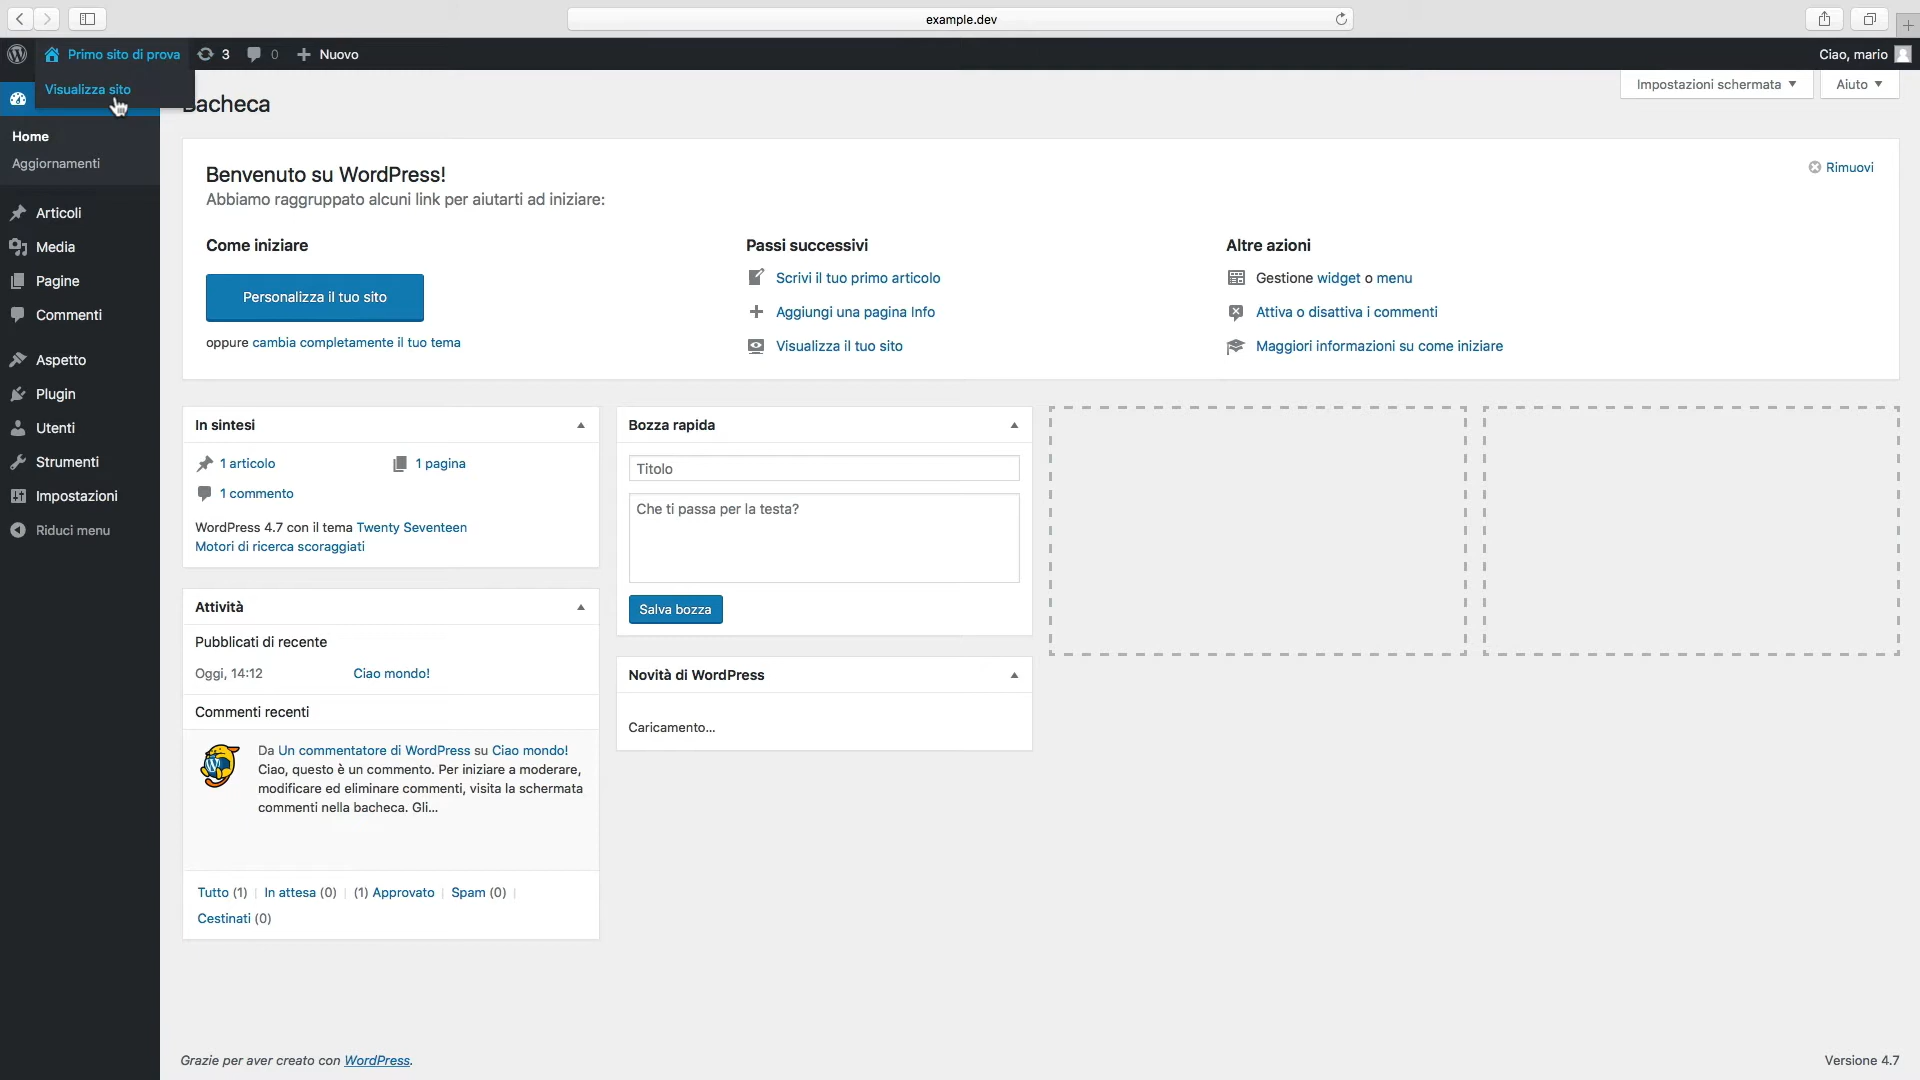 example.dev
Primo sito di prova 3 0 Nuovo Ciao, mario
Visualizza sito
Impostazioni schermata Aiuto
Bacheca
Home
Aggiornamenti
Articoli
Media
Pagine
Commenti
Aspetto
Plugin
Utenti
Strumenti
Impostazioni
Riduci menu
Benvenuto su WordPress!
Rimuovi
Abbiamo raggruppato alcuni link per aiutarti ad iniziare:
Come iniziare
Personalizza il tuo sito
oppure cambia completamente il tuo tema
Passi successivi
Scrivi il tuo primo articolo
Aggiungi una pagina Info
Visualizza il tuo sito
Altre azioni
Gestione widget o menu
Attiva o disattiva i commenti
Maggiori informazioni su come iniziare
In sintesi
1 articolo 1 pagina
1 commento
WordPress 4.7 con il tema Twenty Seventeen
Motori di ricerca scoraggiati
Attività
Pubblicati di recente
Oggi, 14:12 Ciao mondo!
Commenti recenti
Da Un commentatore di WordPress su Ciao mondo!
Ciao, questo è un commento. Per iniziare a moderare,
modificare ed eliminare commenti, visita la schermata
commenti nella bacheca. Gli…
Tutto (1) | In attesa (0) | (1) Approvato | Spam (0) |
Cestinati (0)
Bozza rapida
Titolo
Che ti passa per la testa?
Salva bozza
Novità di WordPress
Caricamento...
Grazie per aver creato con WordPress.
Versione 4.7